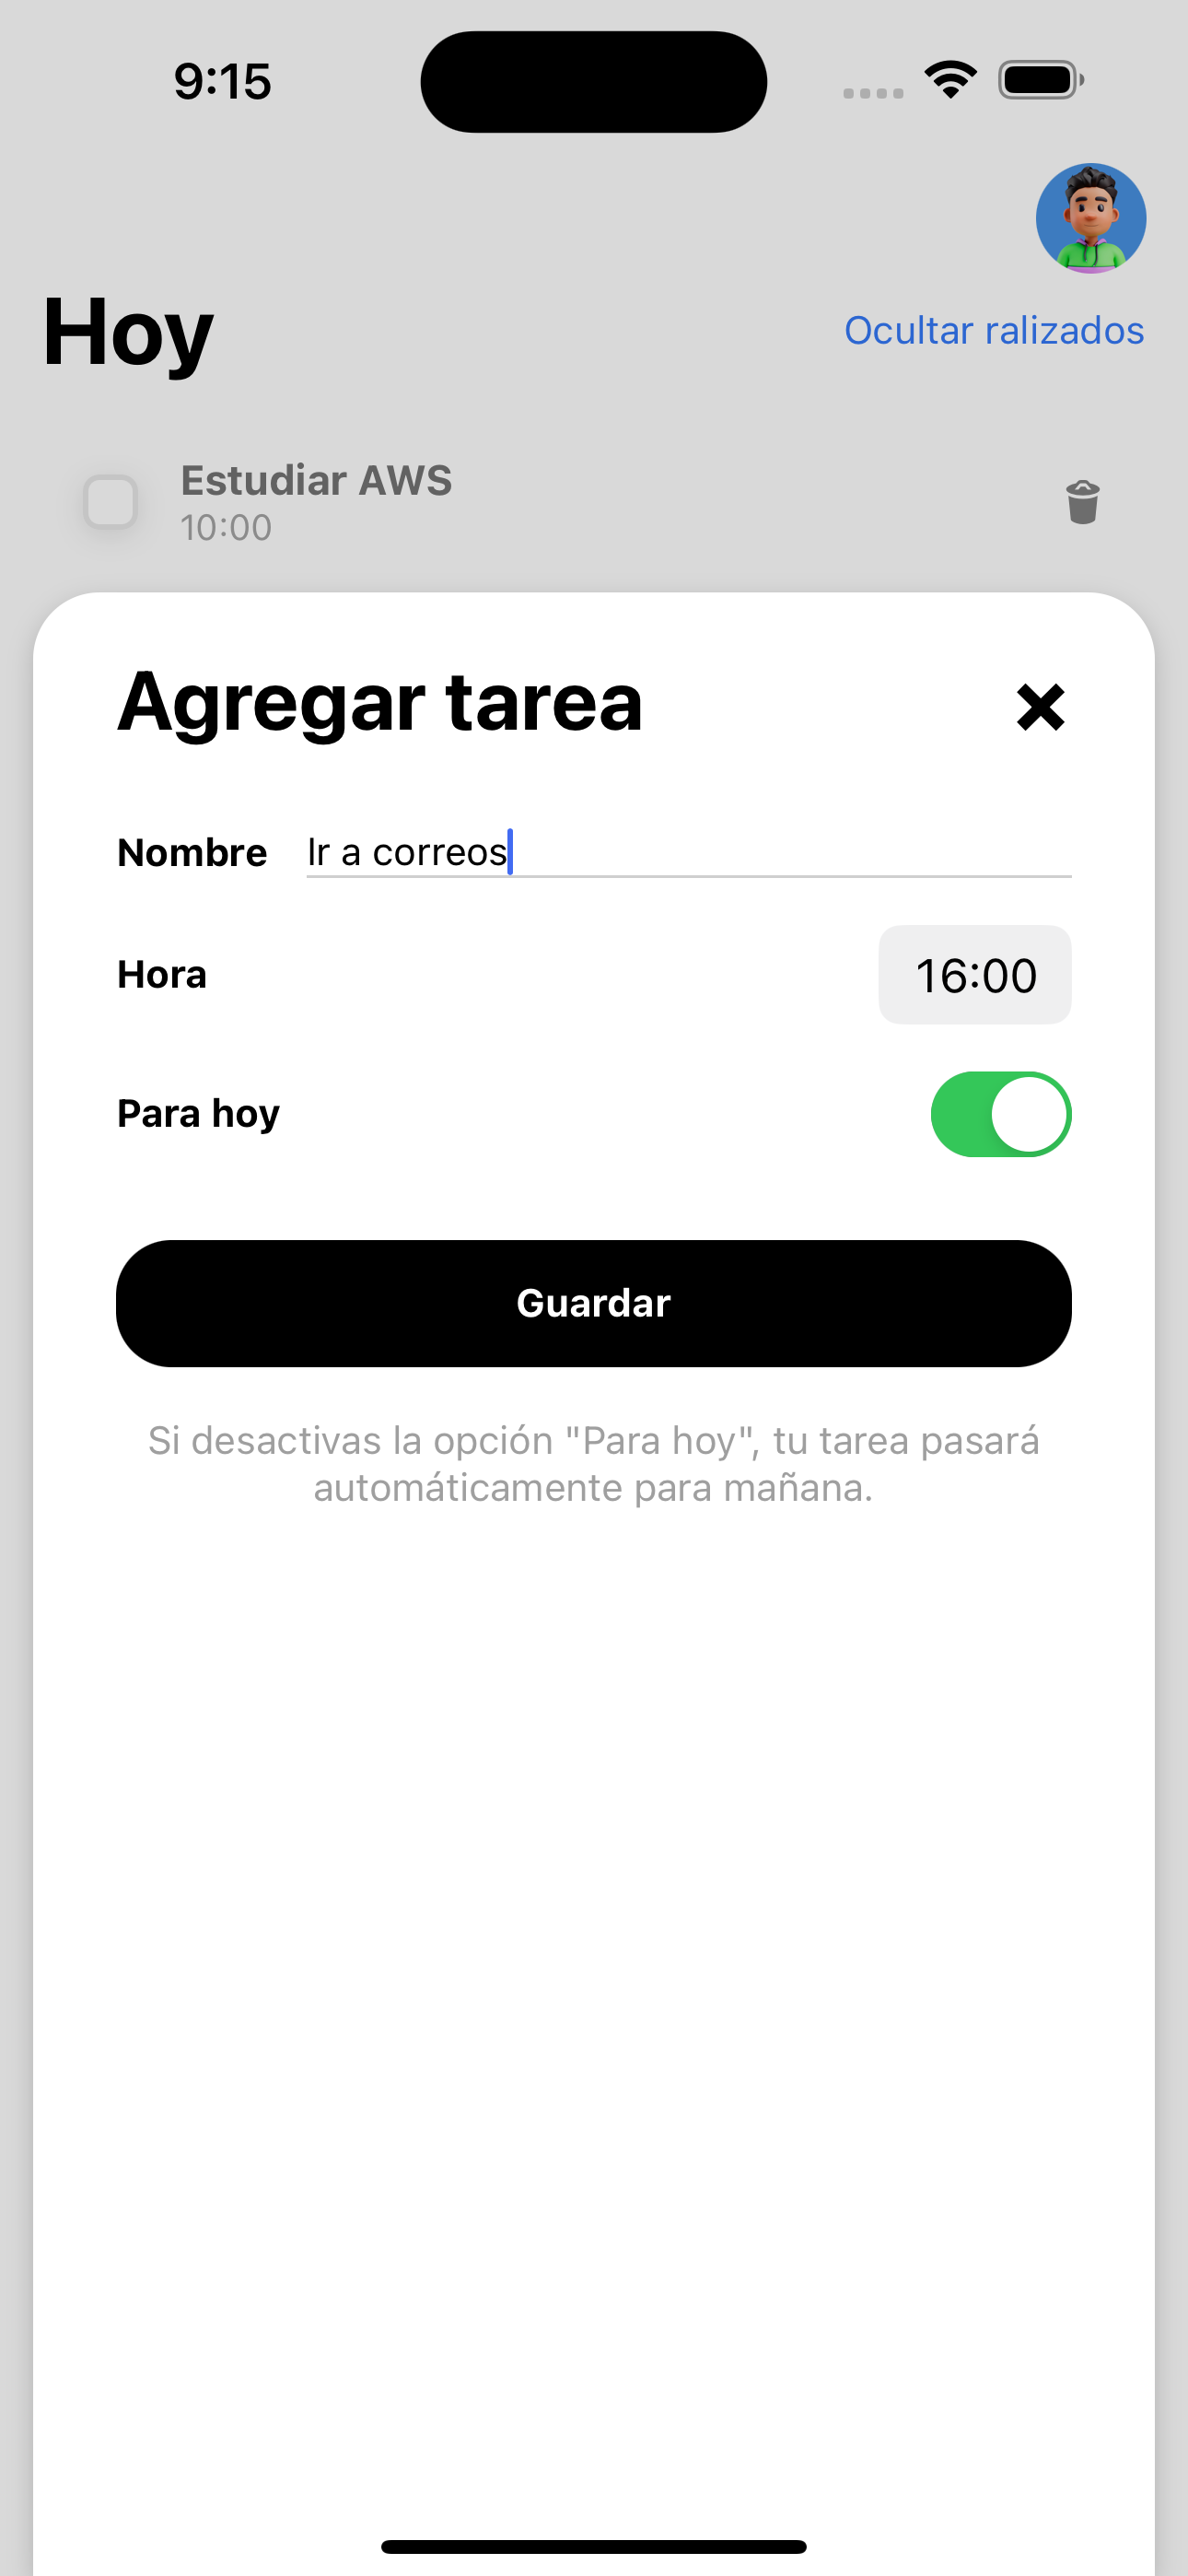 9:15
Hoy
Ocultar ralizados
Estudiar AWS
10:00
Agregar tarea
Nombre
Ir a correos
Hora
16:00
Para hoy
Guardar
Si desactivas la opción "Para hoy", tu tarea pasará
automáticamente para mañana.